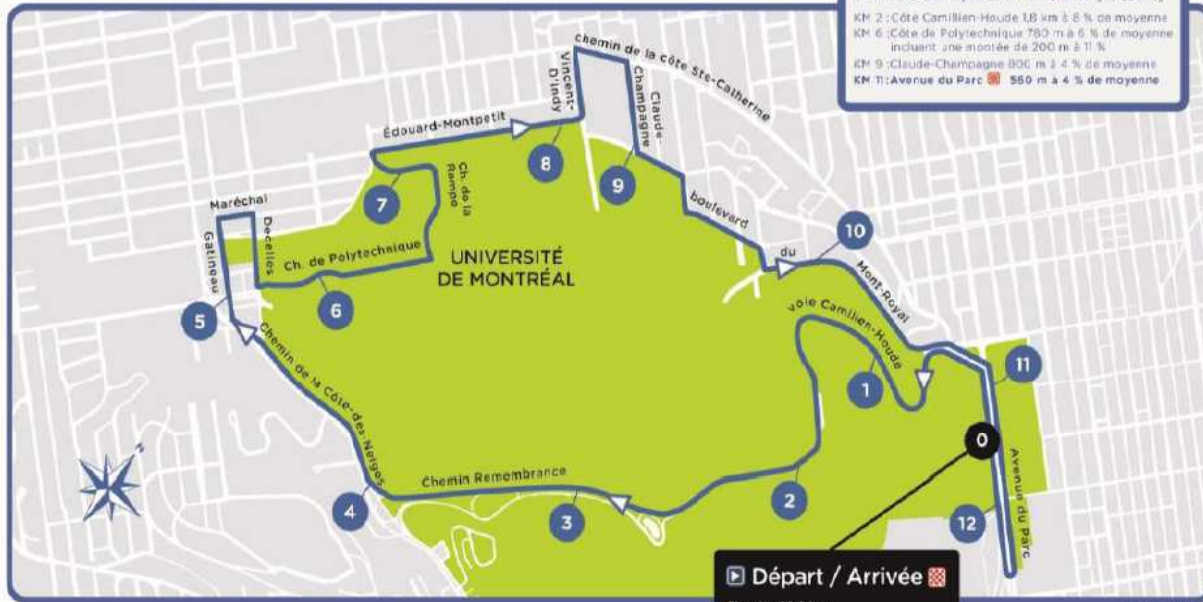 KM 2 : Côte Camillien-Houde 1,8 km à 8 % de moyenne
KM 6 : Côte de Polytechnique 780 m à 6 % de moyenne
incluant une montée de 200 m à 11 %
KM 9 : Claude-Champagne 800 m à 4 % de moyenne
KM 11 : Avenue du Parc 560 m à 4 % de moyenne
chemin de la côte Ste-Catherine
Vincent-
D'Indy
Claude-
Champagne
Édouard-Montpetit
8
9
7
Ch. de la
Rampe
Maréchal
Decelles
Gatineau
Ch. de Polytechnique
UNIVERSITÉ
DE MONTRÉAL
boulevard
du
10
Mont-Royal
voie Camilien-Houde
5
6
1
11
Chemin de la Côte-des-Neiges
0
Avenue du Parc
N
Chemin Remembrance
4
3
2
12
Départ / Arrivée